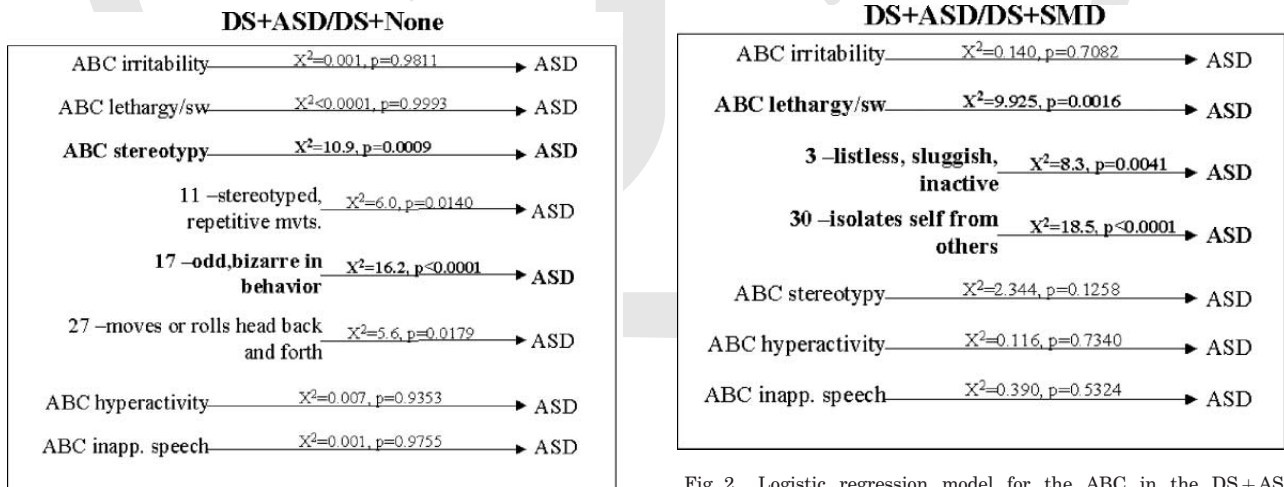 DS+ASD/DS+None
ABC irritability X²=0.001, p=0.9811 ASD
ABC lethargy/sw X²<0.0001, p=0.9993 ASD
ABC stereotypy X²=10.9, p=0.0009 ASD
11 –stereotyped, repetitive mvts. X²=6.0, p=0.0140 ASD
17 –odd,bizarre in behavior X²=16.2, p<0.0001 ASD
27 –moves or rolls head back and forth X²=5.6, p=0.0179 ASD
ABC hyperactivity X²=0.007, p=0.9353 ASD
ABC inapp. speech X²=0.001, p=0.9755 ASD
DS+ASD/DS+SMD
ABC irritability X²=0.140, p=0.7082 ASD
ABC lethargy/sw X²=9.925, p=0.0016 ASD
3 –listless, sluggish, inactive X²=8.3, p=0.0041 ASD
30 –isolates self from others X²=18.5, p<0.0001 ASD
ABC stereotypy X²=2.344, p=0.1258 ASD
ABC hyperactivity X²=0.116, p=0.7340 ASD
ABC inapp. speech X²=0.390, p=0.5324 ASD
Fig. 2. Logistic regression model for the ABC in the DS+AS